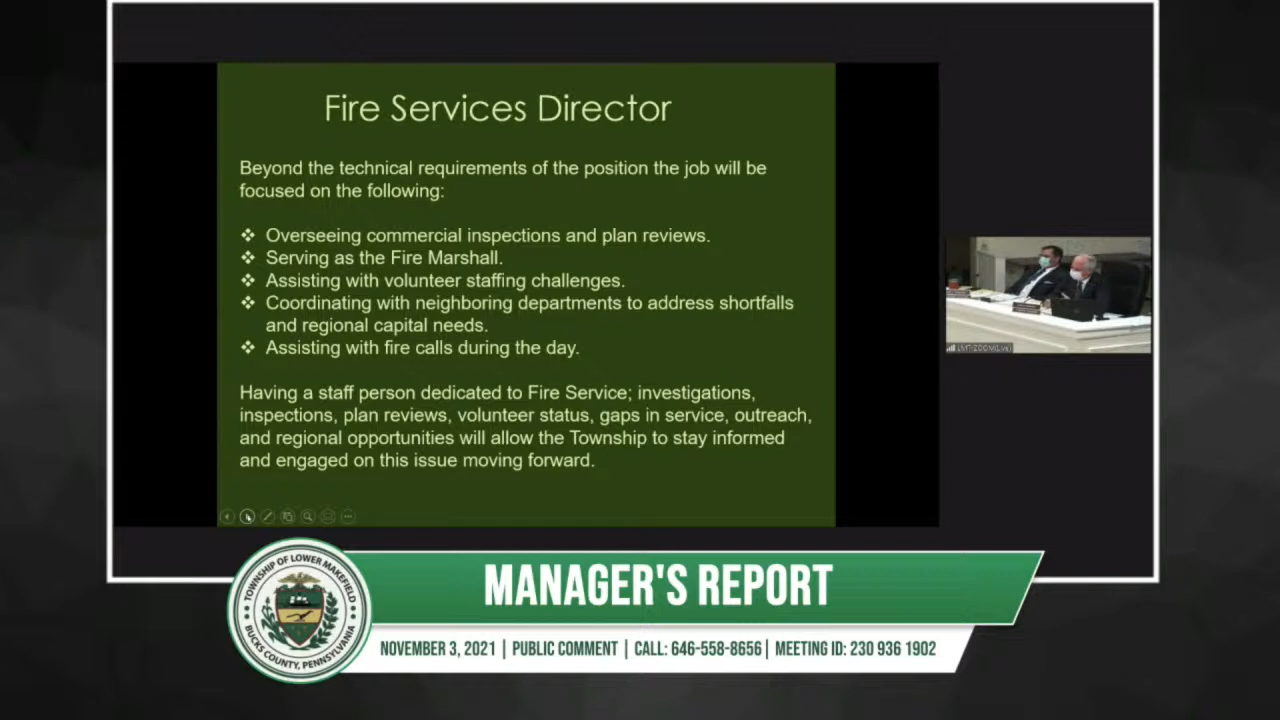 Fire Services Director
Beyond the technical requirements of the position the job will be
focused on the following:
❖ Overseeing commercial inspections and plan reviews.
❖ Serving as the Fire Marshall.
❖ Assisting with volunteer staffing challenges.
❖ Coordinating with neighboring departments to address shortfalls
and regional capital needs.
❖ Assisting with fire calls during the day.
Having a staff person dedicated to Fire Service; investigations,
inspections, plan reviews, volunteer status, gaps in service, outreach,
and regional opportunities will allow the Township to stay informed
and engaged on this issue moving forward.
TOWNSHIP OF LOWER MAKEFIELD
BUCKS COUNTY, PENNSYLVANIA
MANAGER'S REPORT
NOVEMBER 3, 2021 | PUBLIC COMMENT | CALL: 646-558-8656 | MEETING ID: 230 936 1902